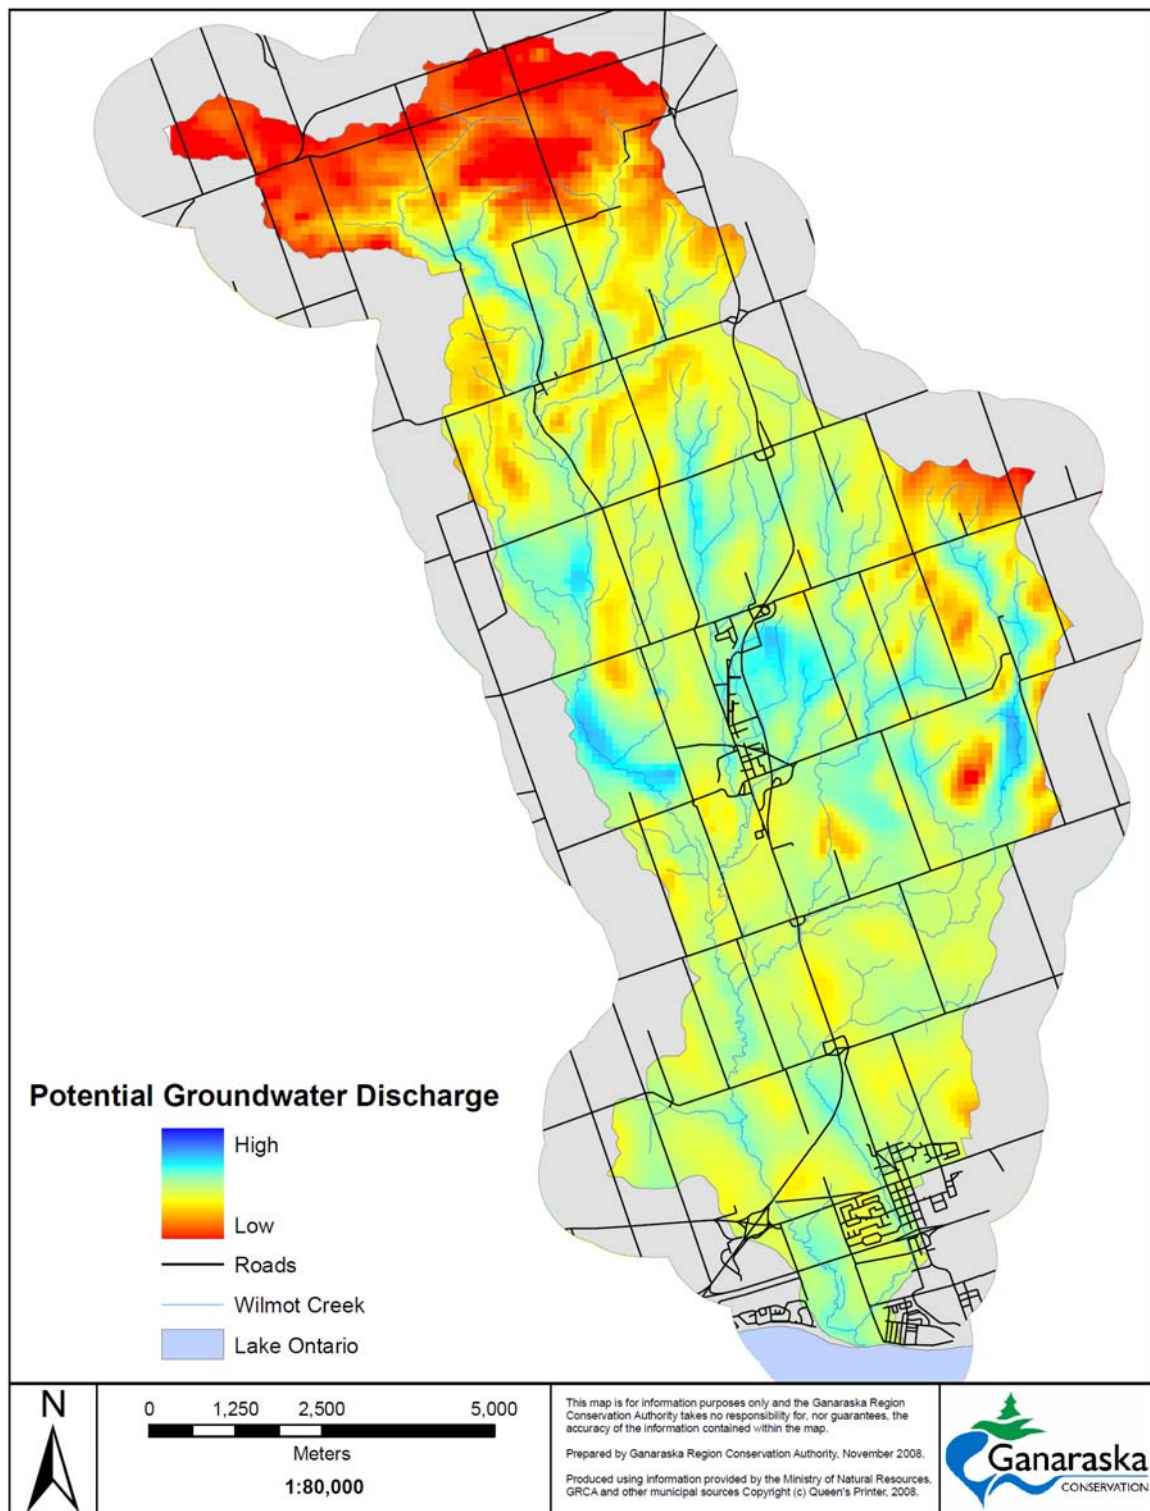 Potential Groundwater Discharge
High
Low
Roads
Wilmot Creek
Lake Ontario
N
0 1,250 2,500 5,000
Meters
1:80,000
This map is for information purposes only and the Ganaraska Region
Conservation Authority takes no responsibility for, nor guarantees, the
accuracy of the information contained within the map.
Prepared by Ganaraska Region Conservation Authority, November 2008.
Produced using information provided by the Ministry of Natural Resources,
GRCA and other municipal sources Copyright (c) Queen's Printer, 2008.
Ganaraska
CONSERVATION